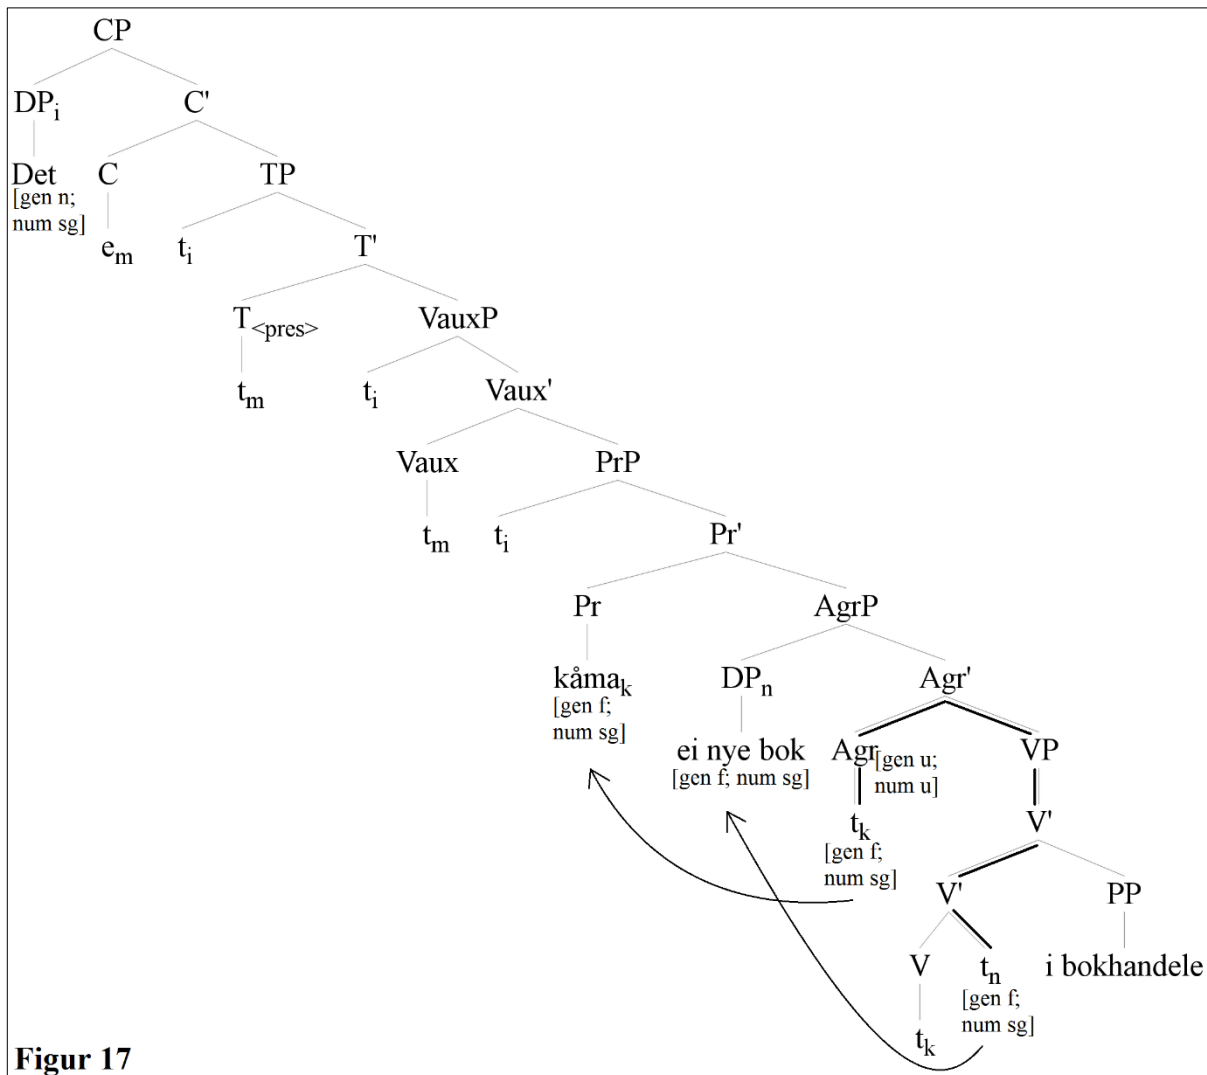 CP
DPi C'
Det C TP
[gen n;
num sg]
em ti T'
T<pres> VauxP
tm ti Vaux'
Vaux PrP
tm ti Pr'
Pr AgrP
kåmak DPn Agr'
[gen f;
num sg]
ei nye bok Agr [gen u; VP
[gen f; num sg] num u]
tk V'
[gen f;
num sg]
V' PP
V tn i bokhandele
[gen f;
num sg]
tk
Figur 17